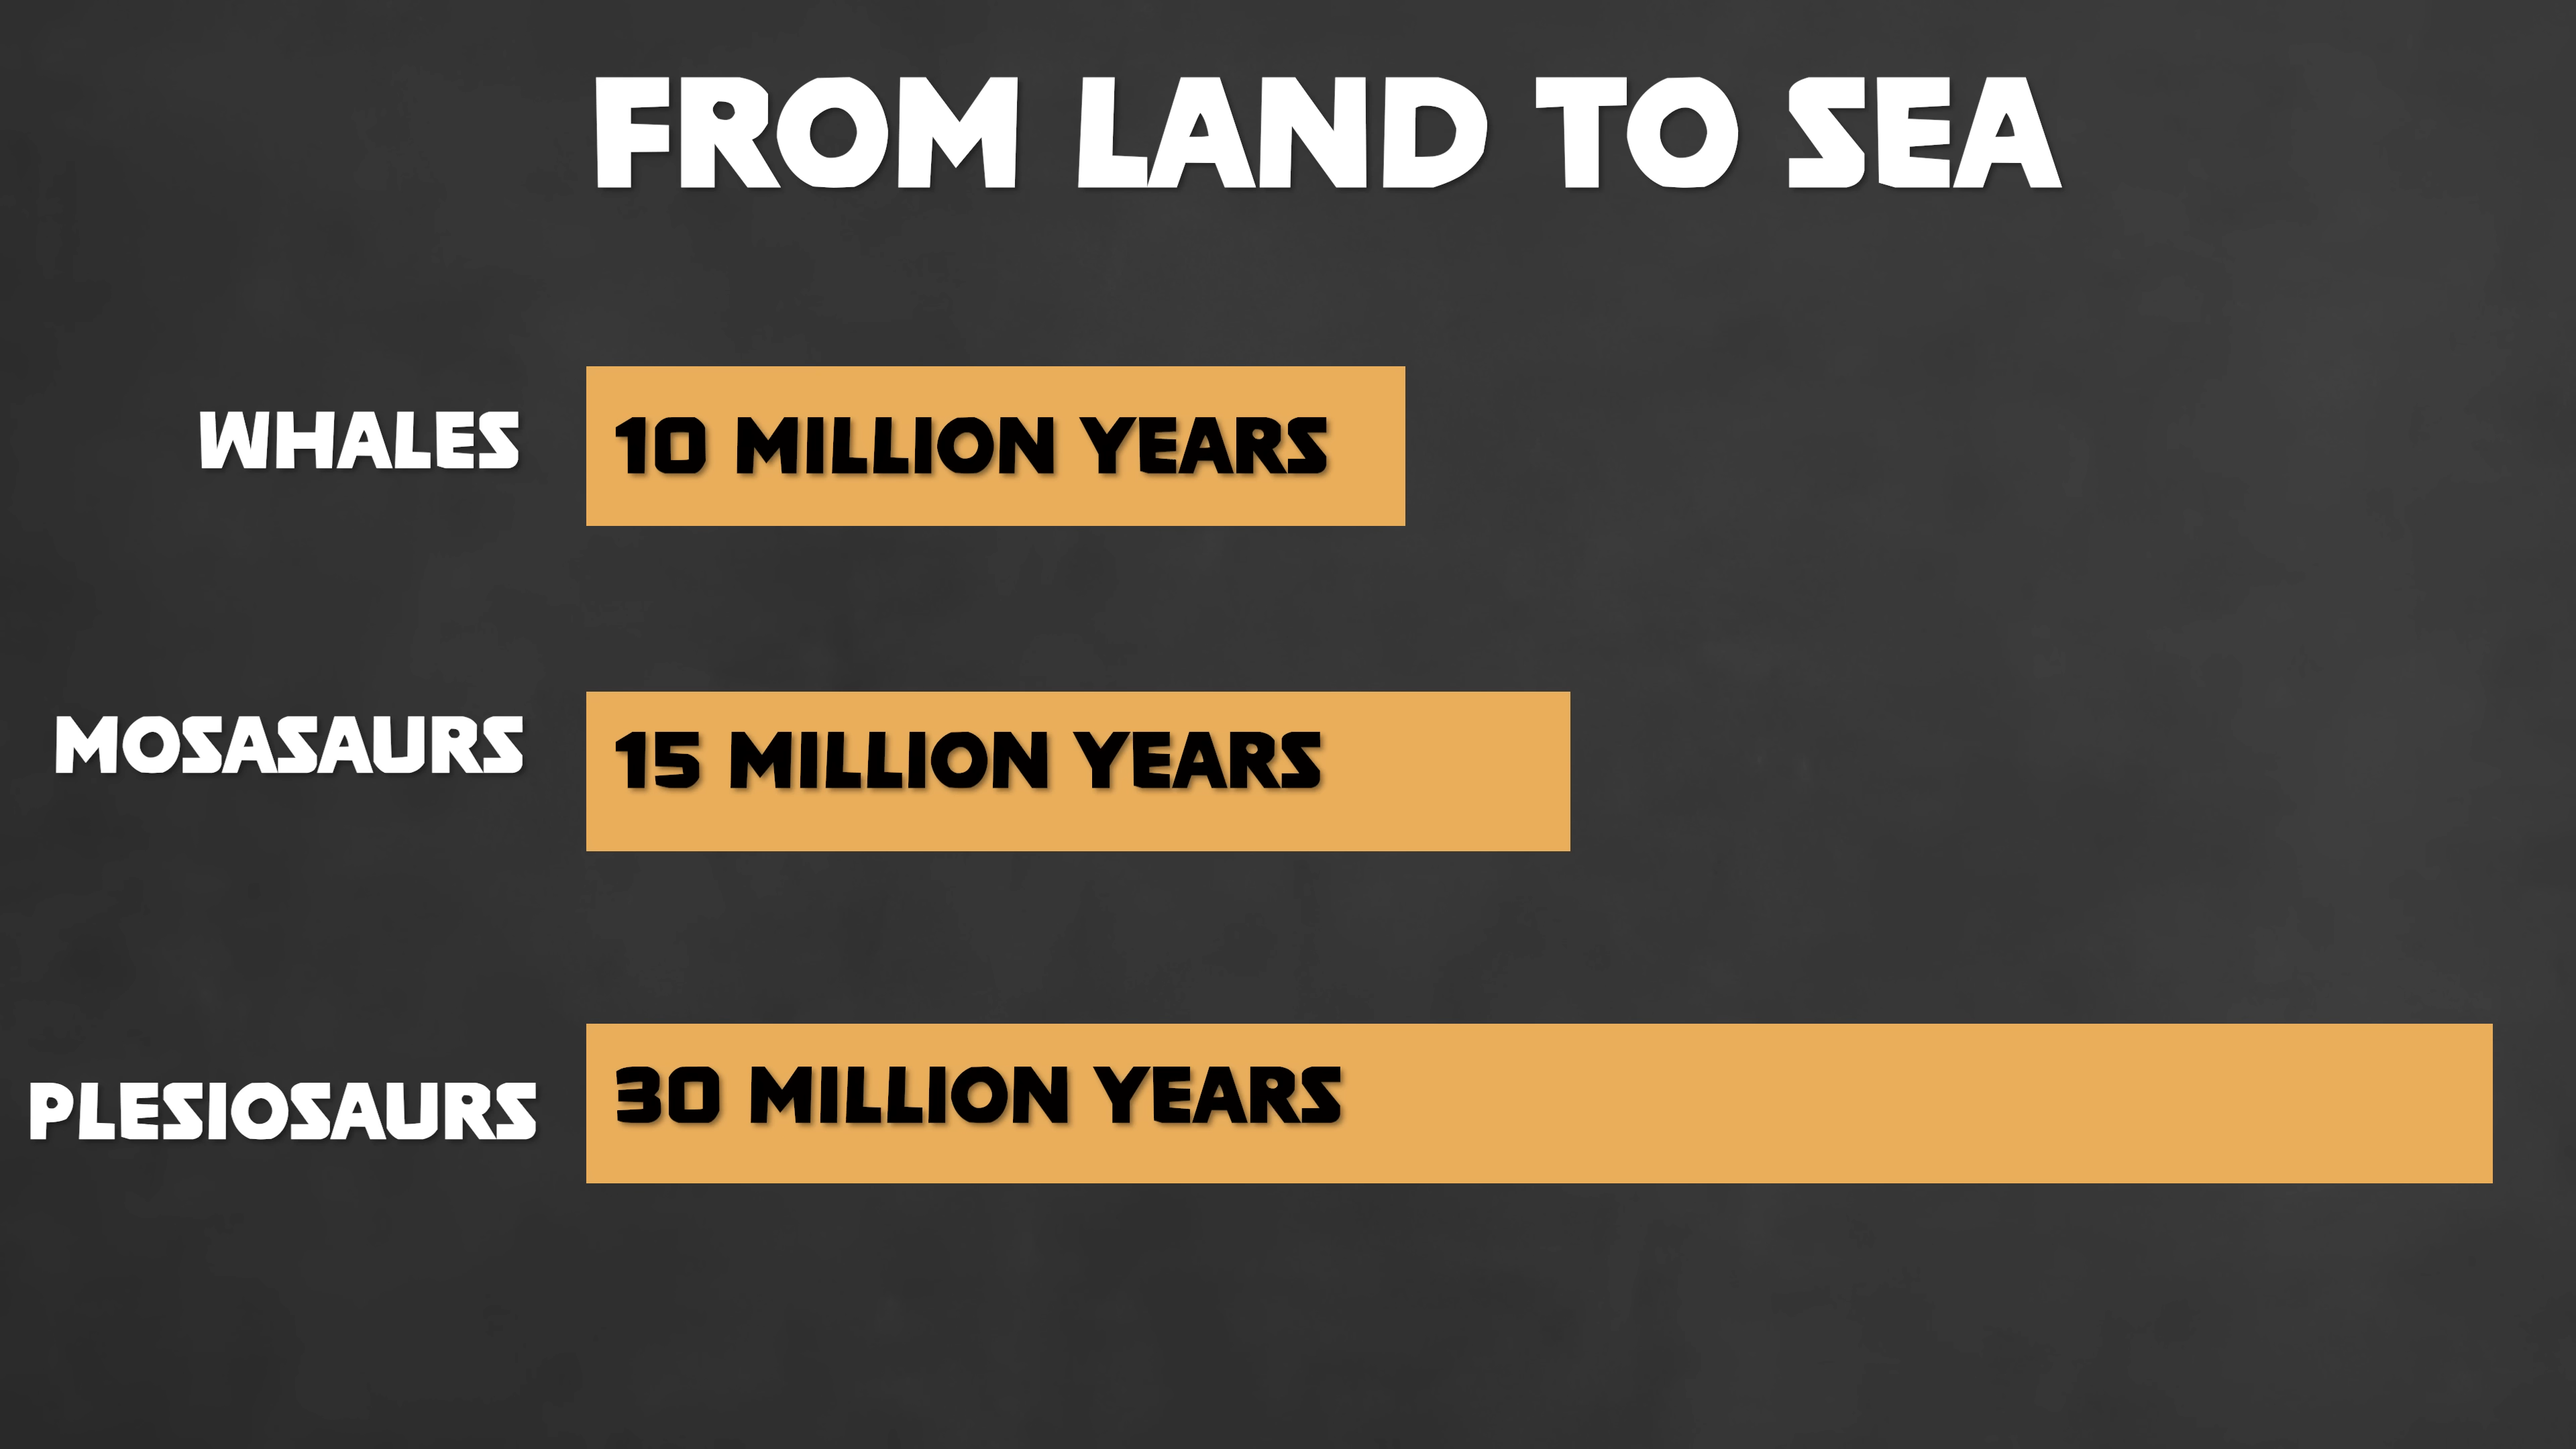 FROM LAND TO SEA
WHALES
10 MILLION YEARS
MOSASAURS
15 MILLION YEARS
PLESIOSAURS
30 MILLION YEARS